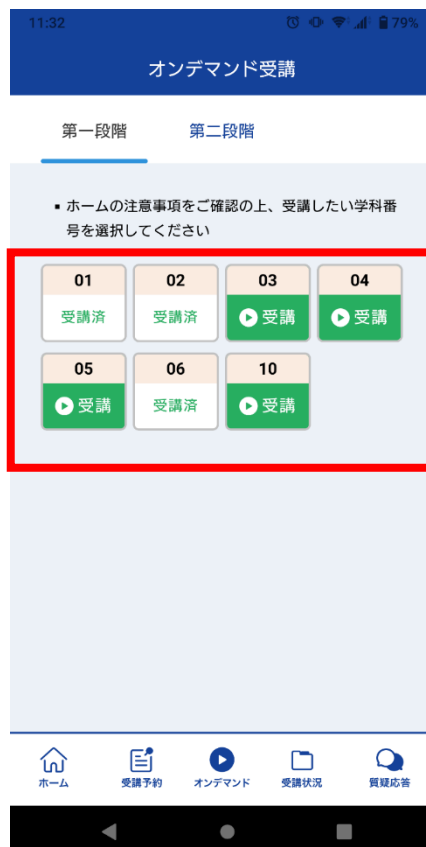 11:32
79%
オンデマンド受講
第一段階
第二段階
▪ ホームの注意事項をご確認の上、受講したい学科番
号を選択してください
01
02
03
04
受講済
受講済
受講
受講
05
06
10
受講
受講済
受講
ホーム
受講予約
オンデマンド
受講状況
質疑応答